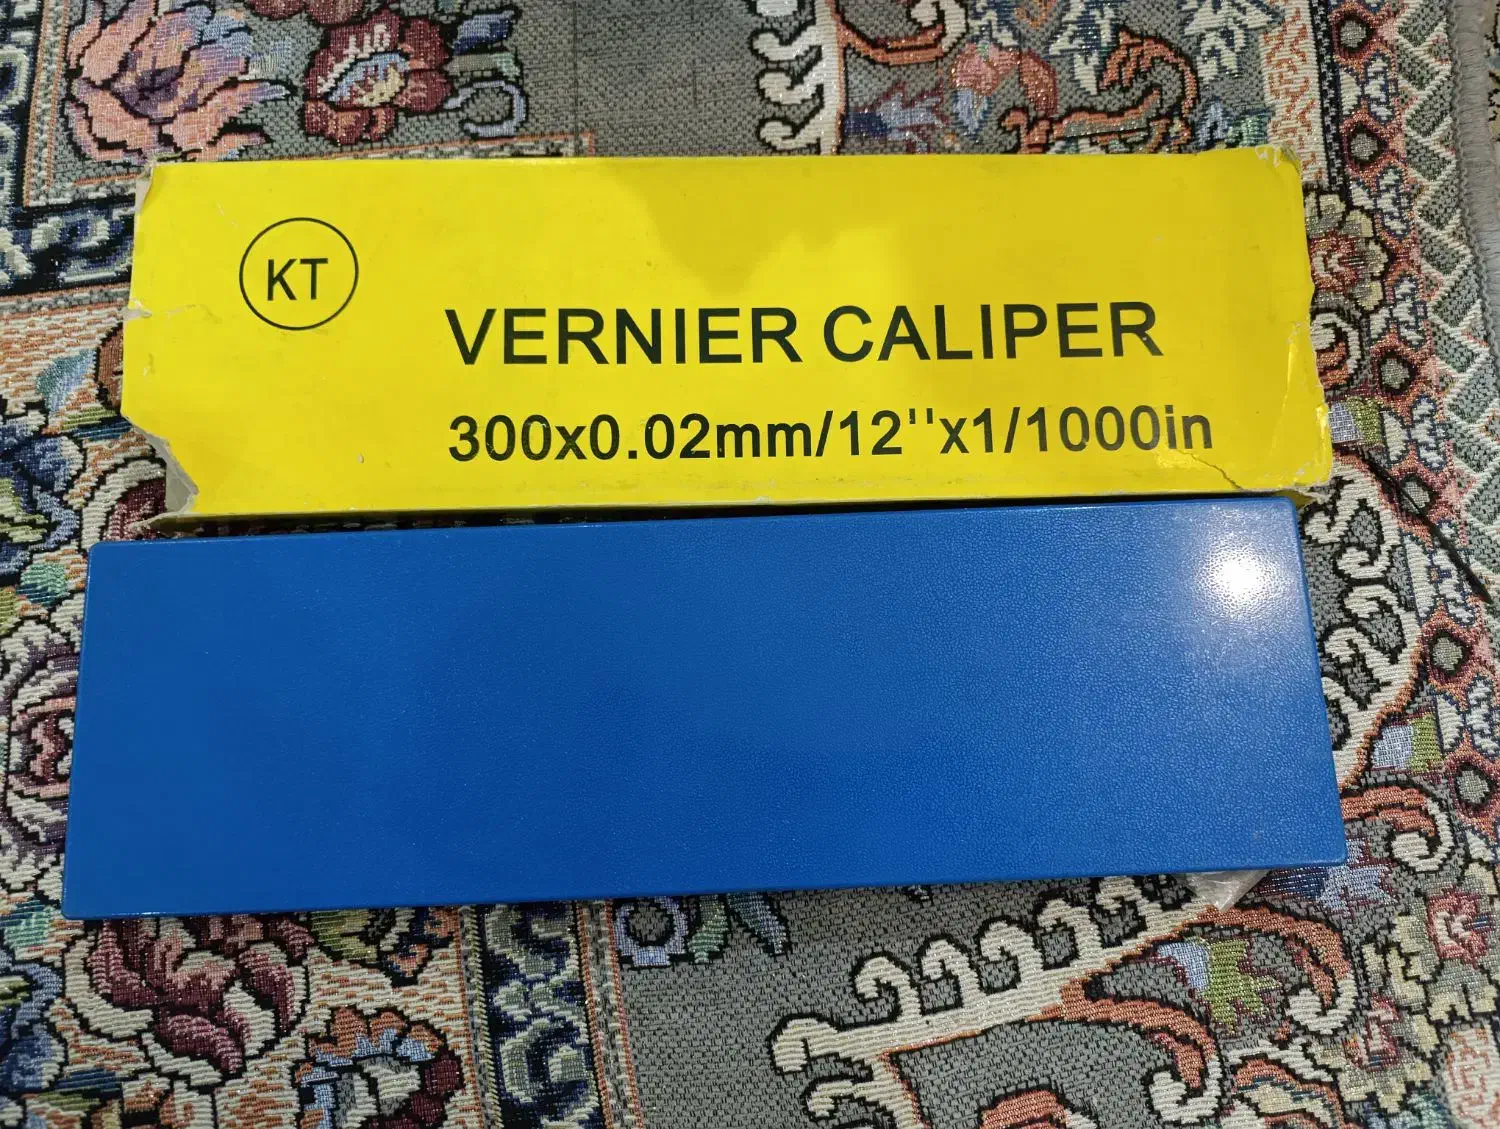 KT
VERNIER CALIPER
300x0.02mm/12''x1/1000in